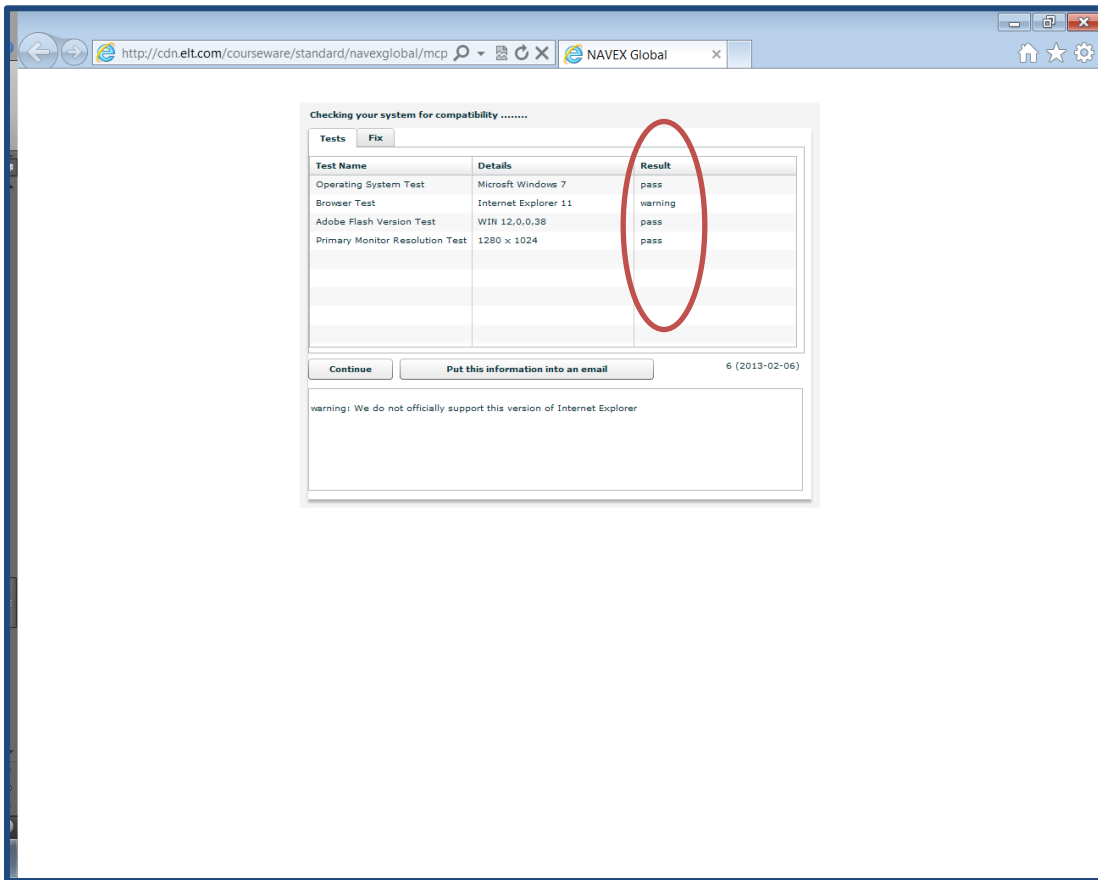 http://cdn.elt.com/courseware/standard/navexglobal/mcp
NAVEX Global
Checking your system for compatibility ........
Tests Fix
Test Name Details Result
Operating System Test Microsft Windows 7 pass
Browser Test Internet Explorer 11 warning
Adobe Flash Version Test WIN 12,0,0,38 pass
Primary Monitor Resolution Test 1280 x 1024 pass
Continue Put this information into an email 6 (2013-02-06)
warning: We do not officially support this version of Internet Explorer